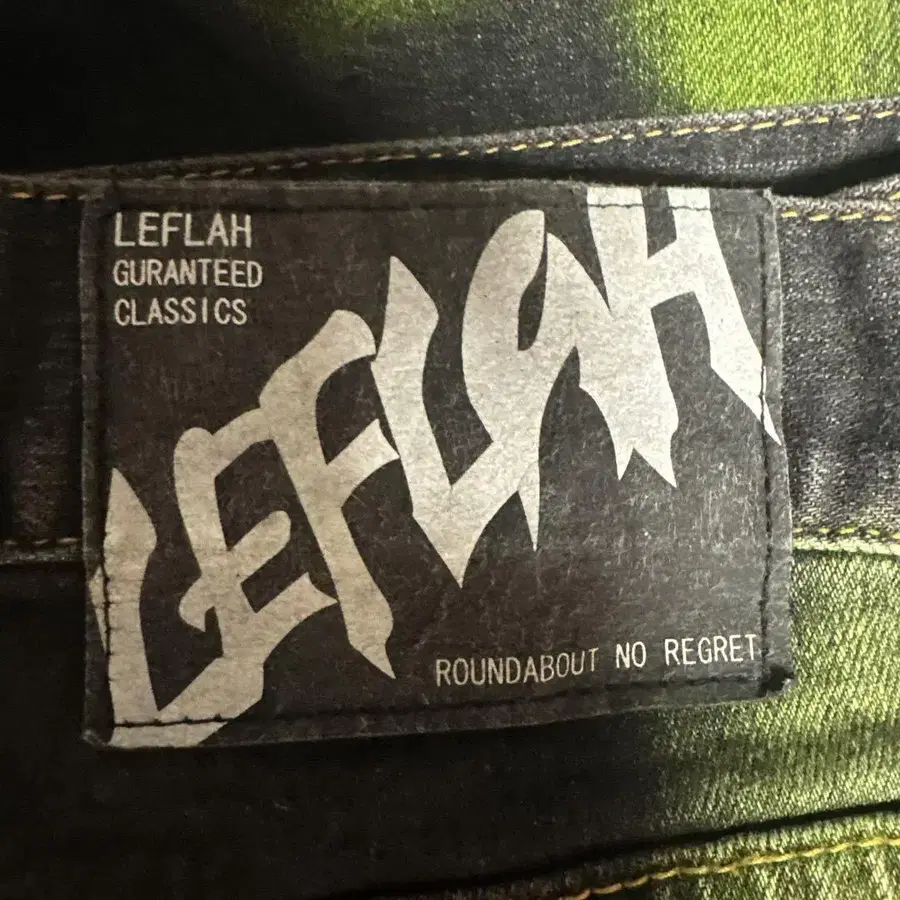 LEFLAH
GURANTEED
CLASSICS
LEFLAH
ROUNDABOUT NO REGRET